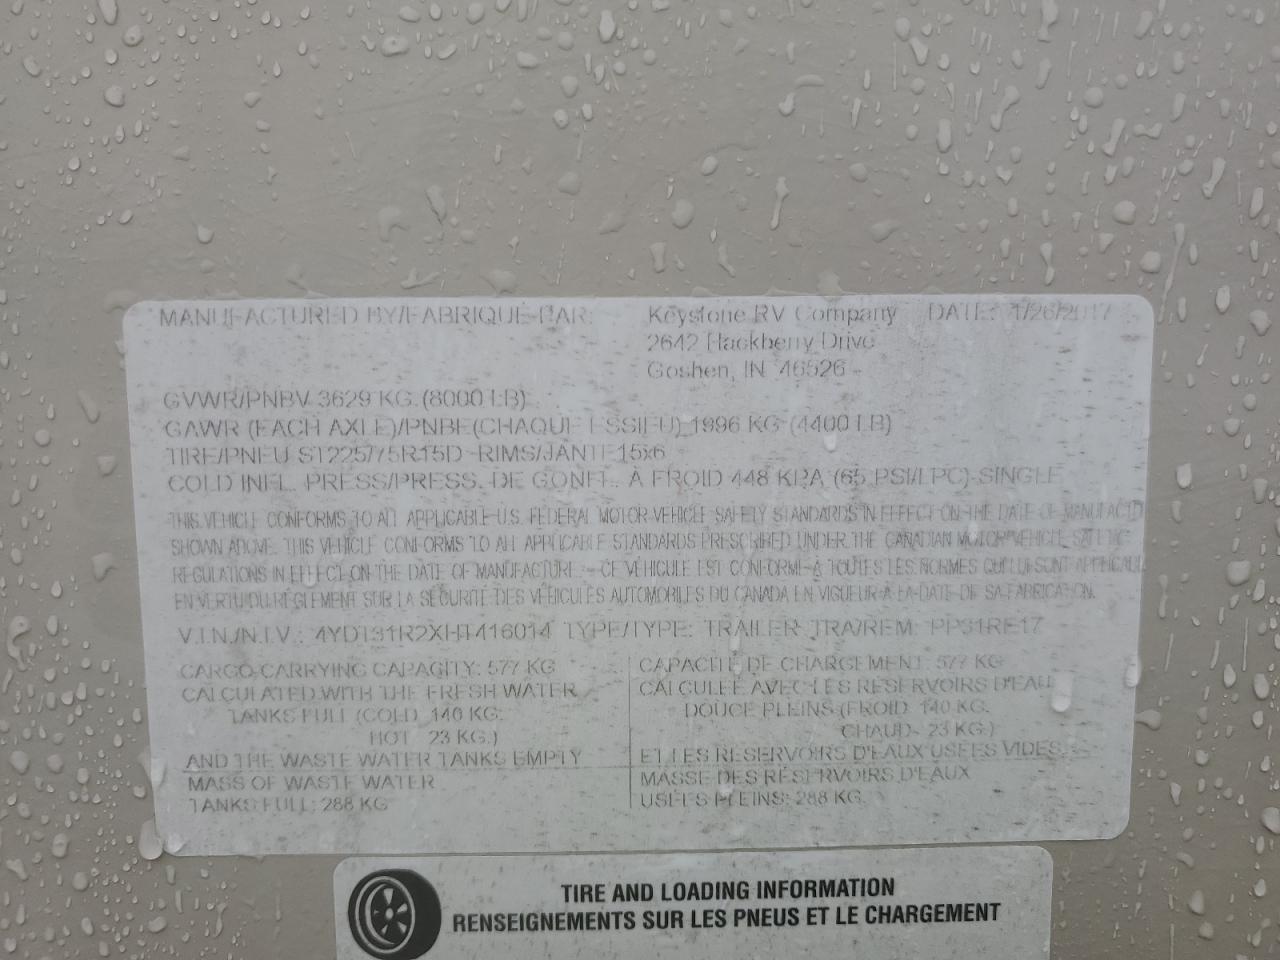 MANUFACTURED BY/FABRIQUE PAR: Keystone RV Company DATE: 1/26/2017
2642 Hackberry Drive
Goshen, IN 46526
GVWR/PNBV 3629 KG (8000 LB)
GAWR (EACH AXLE)/PNBE(CHAQUE ESSIEU) 1996 KG (4400 LB)
TIRE/PNEU ST225/75R15D -RIMS/JANTE 15x6
COLD INFL. PRESS/PRESS. DE GONFL. À FROID 448 KPA (65 PSI/LPC) SINGLE
THIS VEHICLE CONFORMS TO ALL APPLICABLE U.S. FEDERAL MOTOR VEHICLE SAFETY STANDARDS IN EFFECT ON THE DATE OF MANUFACT
SHOWN ABOVE. THIS VEHICLE CONFORMS TO ALL APPLICABLE STANDARDS PRESCRIBED UNDER THE CANADIAN MOTOR VEHICLE SAFETY
REGULATIONS IN EFFECT ON THE DATE OF MANUFACTURE. - CE VÉHICULE EST CONFORME À TOUTES LES NORMES QUI LUI SONT APPLICABL
EN VERTU DU RÉGLEMENT SUR LA SÉCURITÉ DES VÉHICULES AUTOMOBILES DU CANADA EN VIGUEUR À LA DATE DE SA FABRICATION.
V.I.N./N.I.V.: 4YDT31R2XHT416014 TYPE/TYPE: TRAILER TRA/REM: PP31RE17
CARGO CARRYING CAPACITY: 577 KG
CALCULATED WITH THE FRESH WATER
TANKS FULL (COLD 140 KG:
HOT 23 KG.)
AND THE WASTE WATER TANKS EMPTY
MASS OF WASTE WATER
TANKS FULL: 288 KG
CAPACITÉ DE CHARGEMENT: 577 KG
CALCULÉE AVEC LES RÉSERVOIRS D'EAU
DOUCE PLEINS (FROID 140 KG.
CHAUD- 23 KG.)
ET LES RÉSERVOIRS D'EAUX USÉES VIDES
MASSE DES RÉSERVOIRS D'EAUX
USÉES PLEINS: 288 KG.
TIRE AND LOADING INFORMATION
RENSEIGNEMENTS SUR LES PNEUS ET LE CHARGEMENT